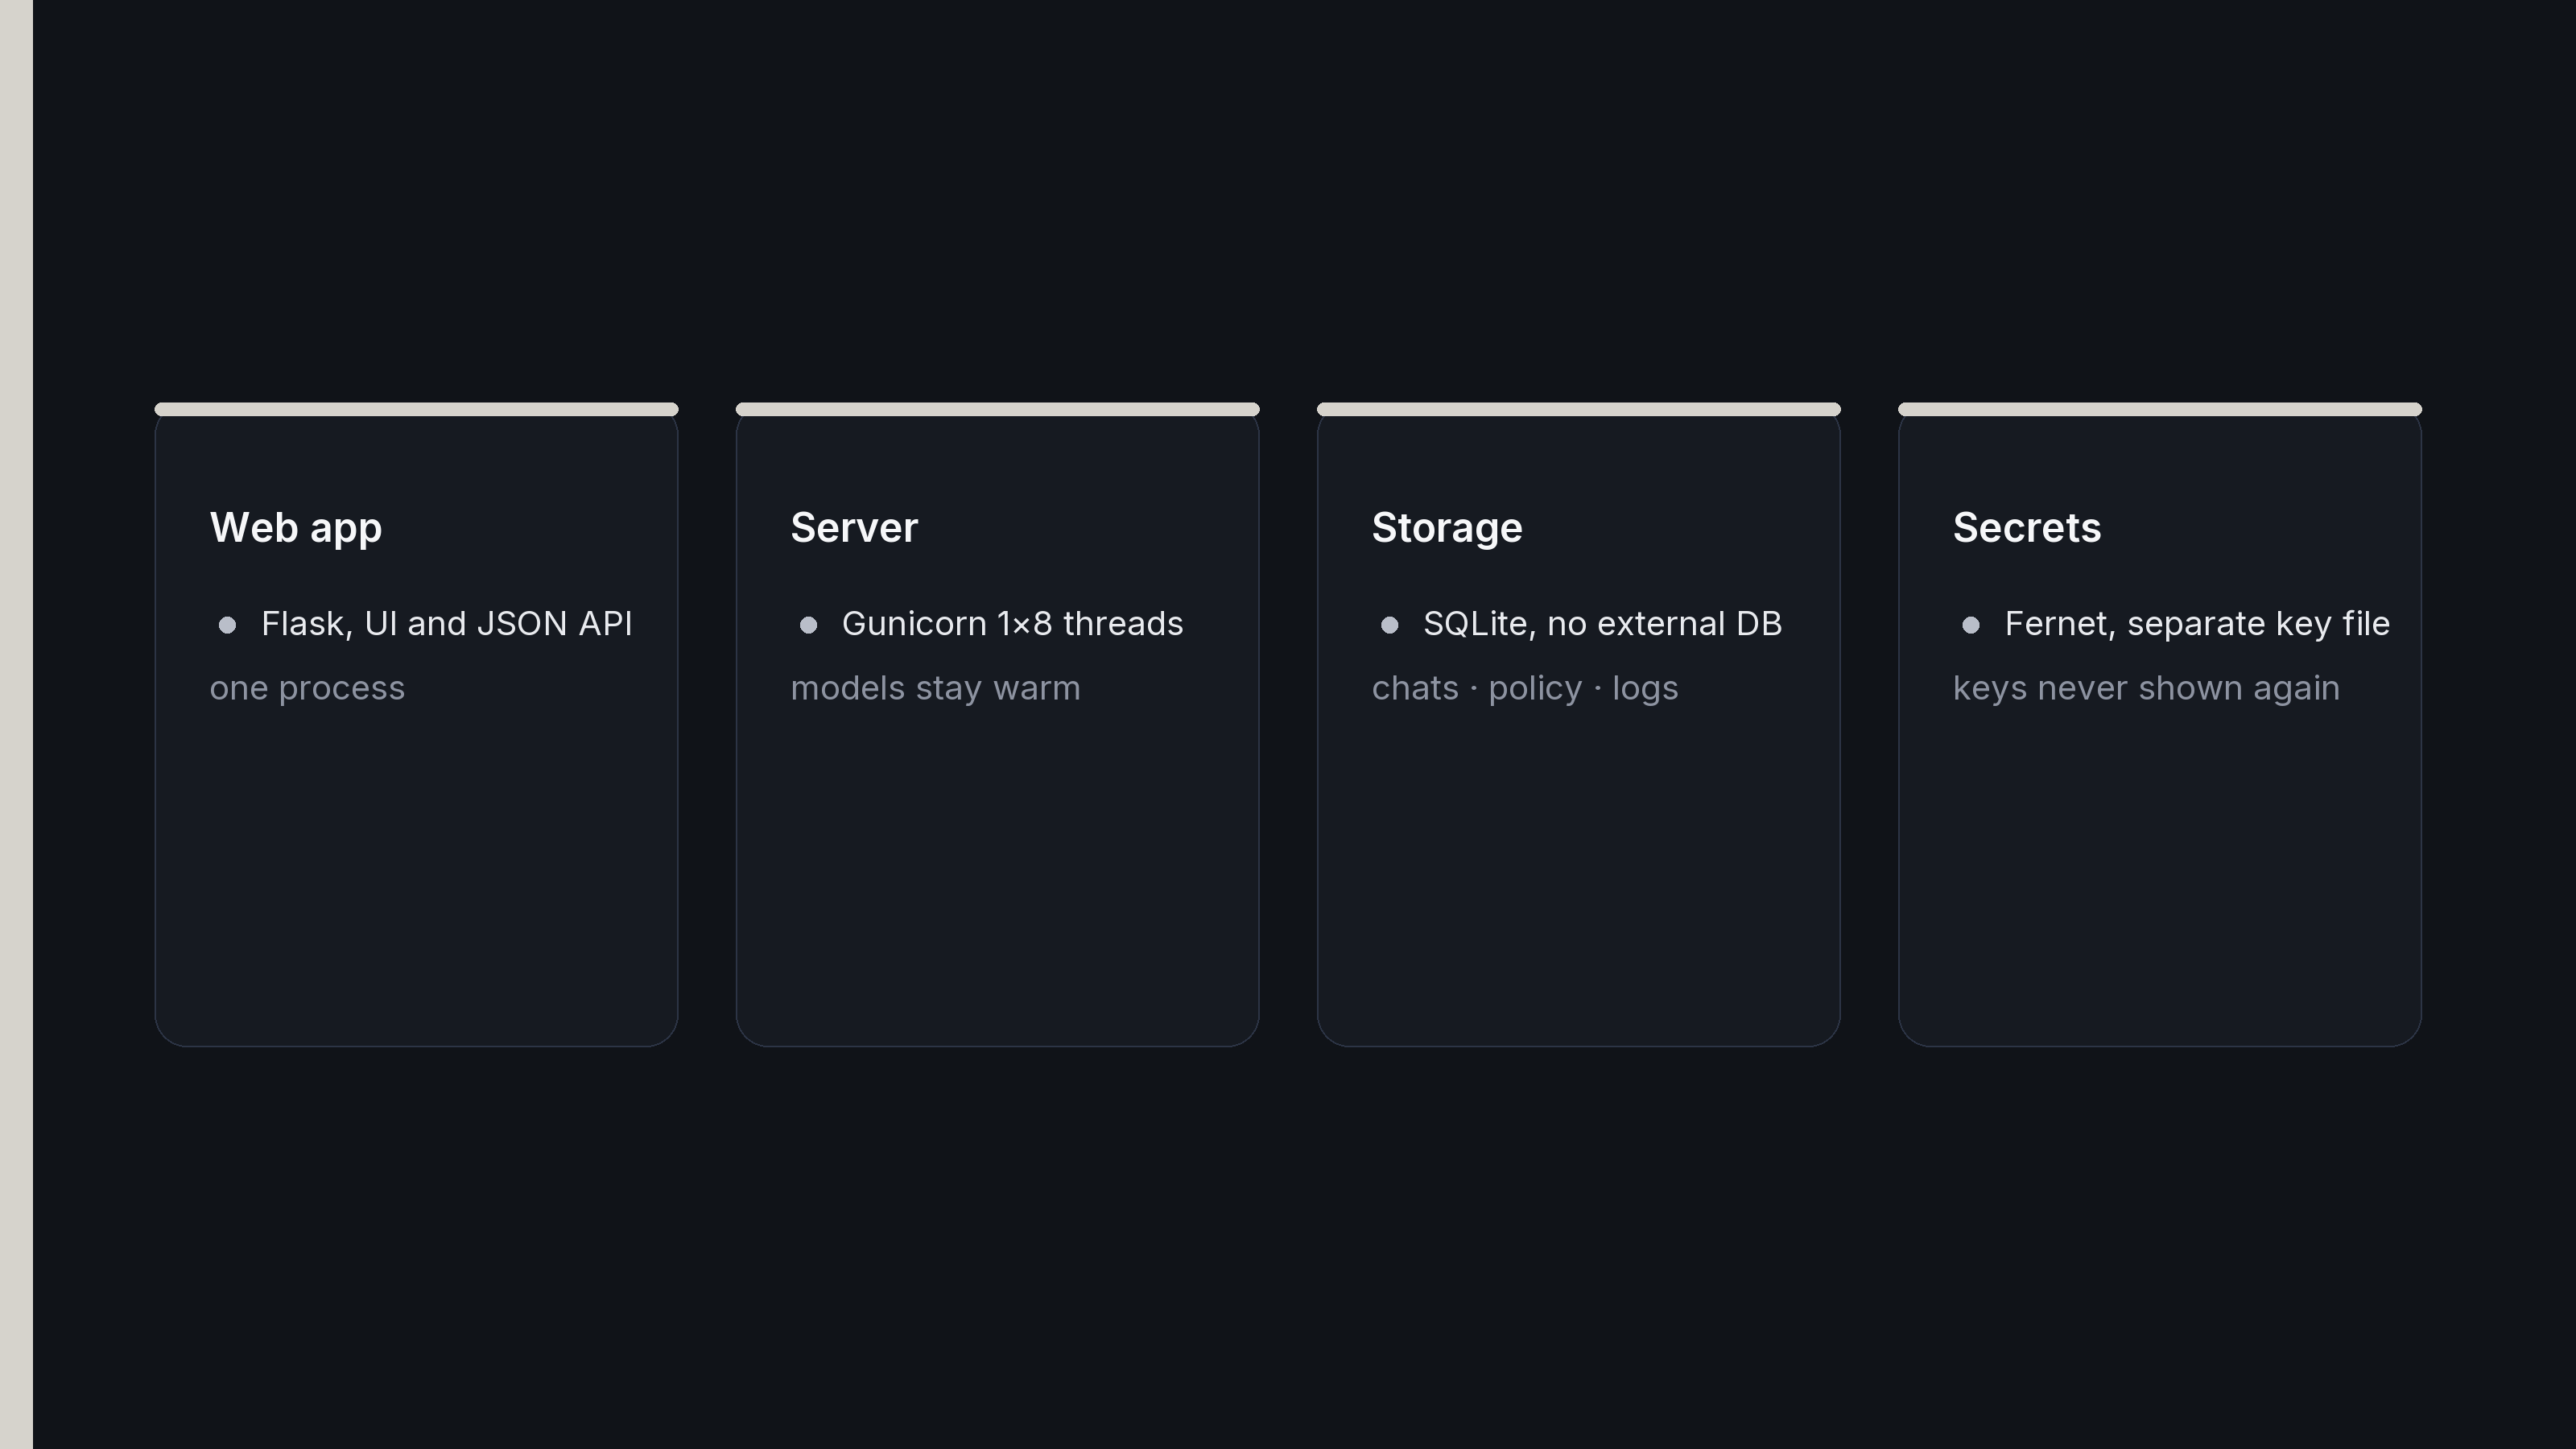 Web app
• Flask, UI and JSON API
one process
Server
• Gunicorn 1×8 threads
models stay warm
Storage
• SQLite, no external DB
chats · policy · logs
Secrets
• Fernet, separate key file
keys never shown again